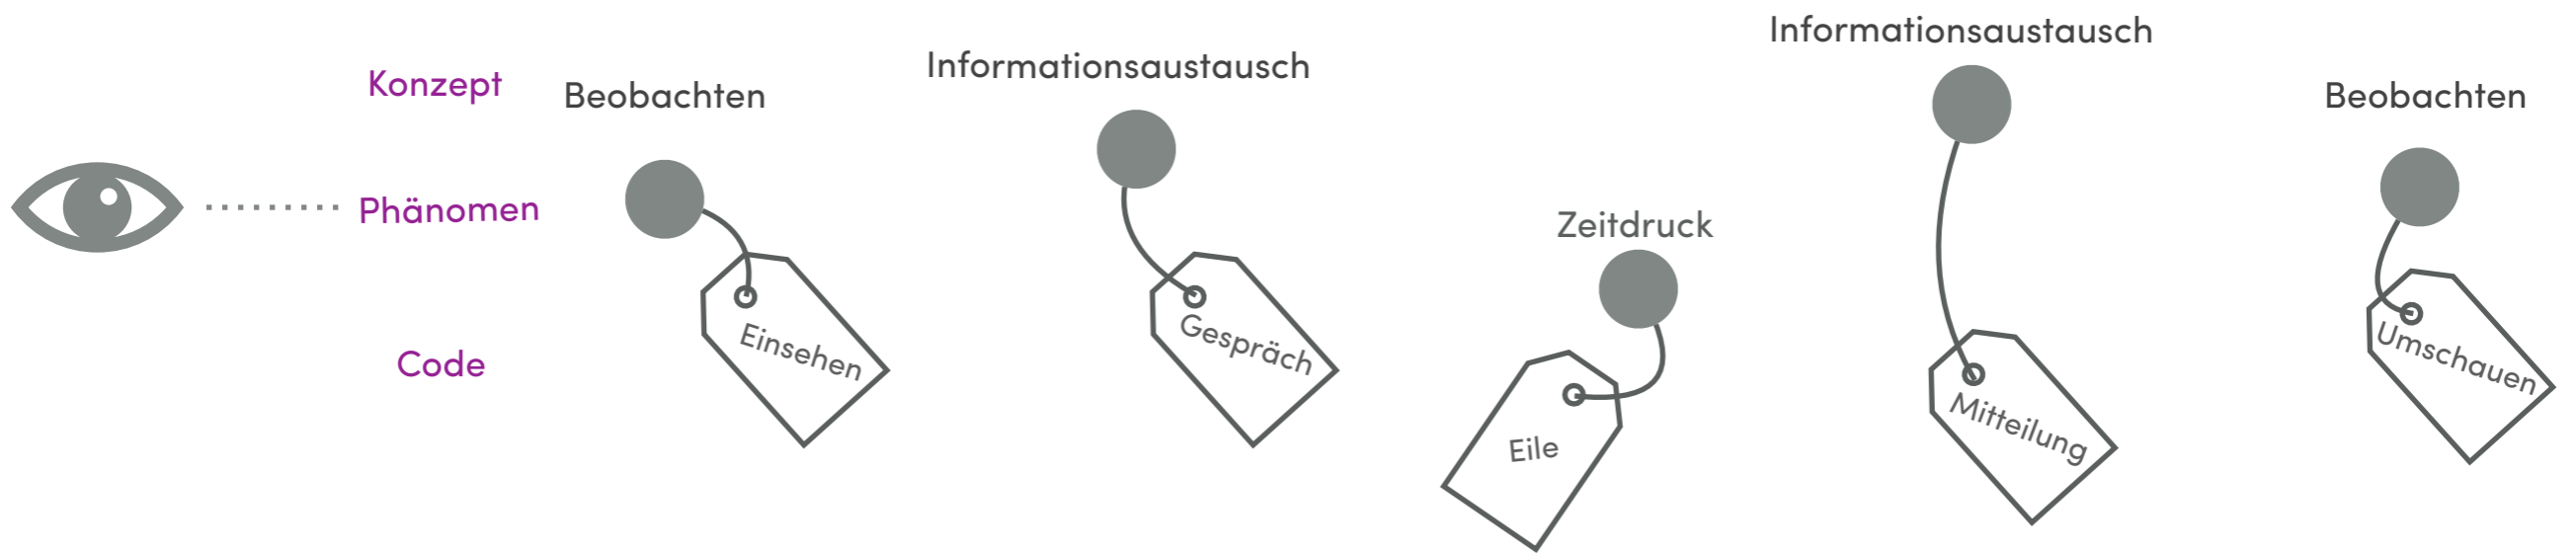 Konzept
Phänomen
Code
Beobachten
Einsehen
Informationsaustausch
Gespräch
Zeitdruck
Eile
Informationsaustausch
Mitteilung
Beobachten
Umschauen